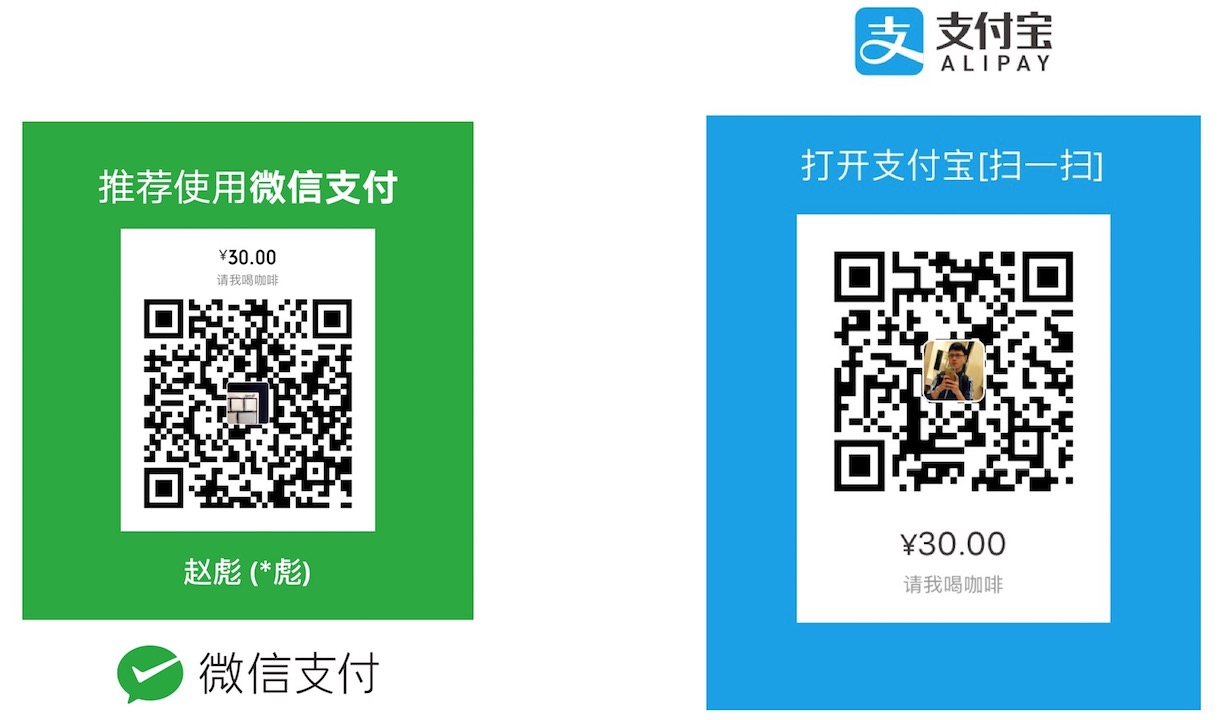 推荐使用微信支付
¥30.00
请我喝咖啡
赵彪 (*彪)
微信支付
支付宝
ALIPAY
打开支付宝[扫一扫]
¥30.00
请我喝咖啡